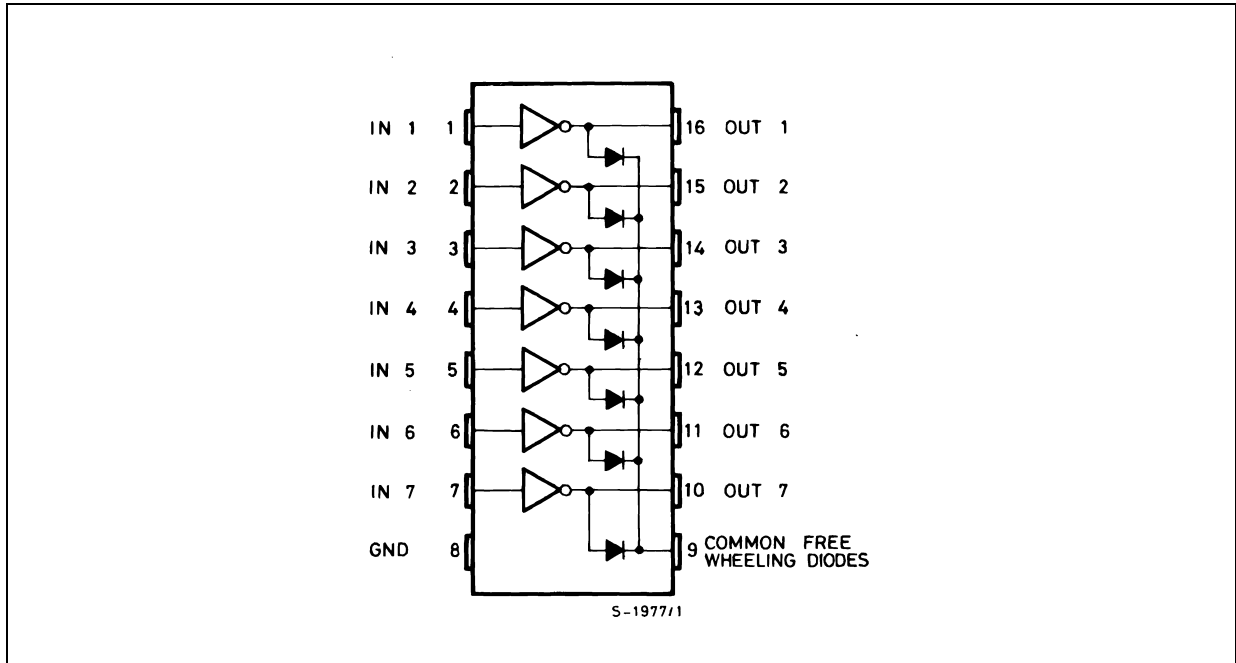 IN 1 1 16 OUT 1
IN 2 2 15 OUT 2
IN 3 3 14 OUT 3
IN 4 4 13 OUT 4
IN 5 5 12 OUT 5
IN 6 6 11 OUT 6
IN 7 7 10 OUT 7
GND 8 9 COMMON FREE
WHEELING DIODES
S-1977/1